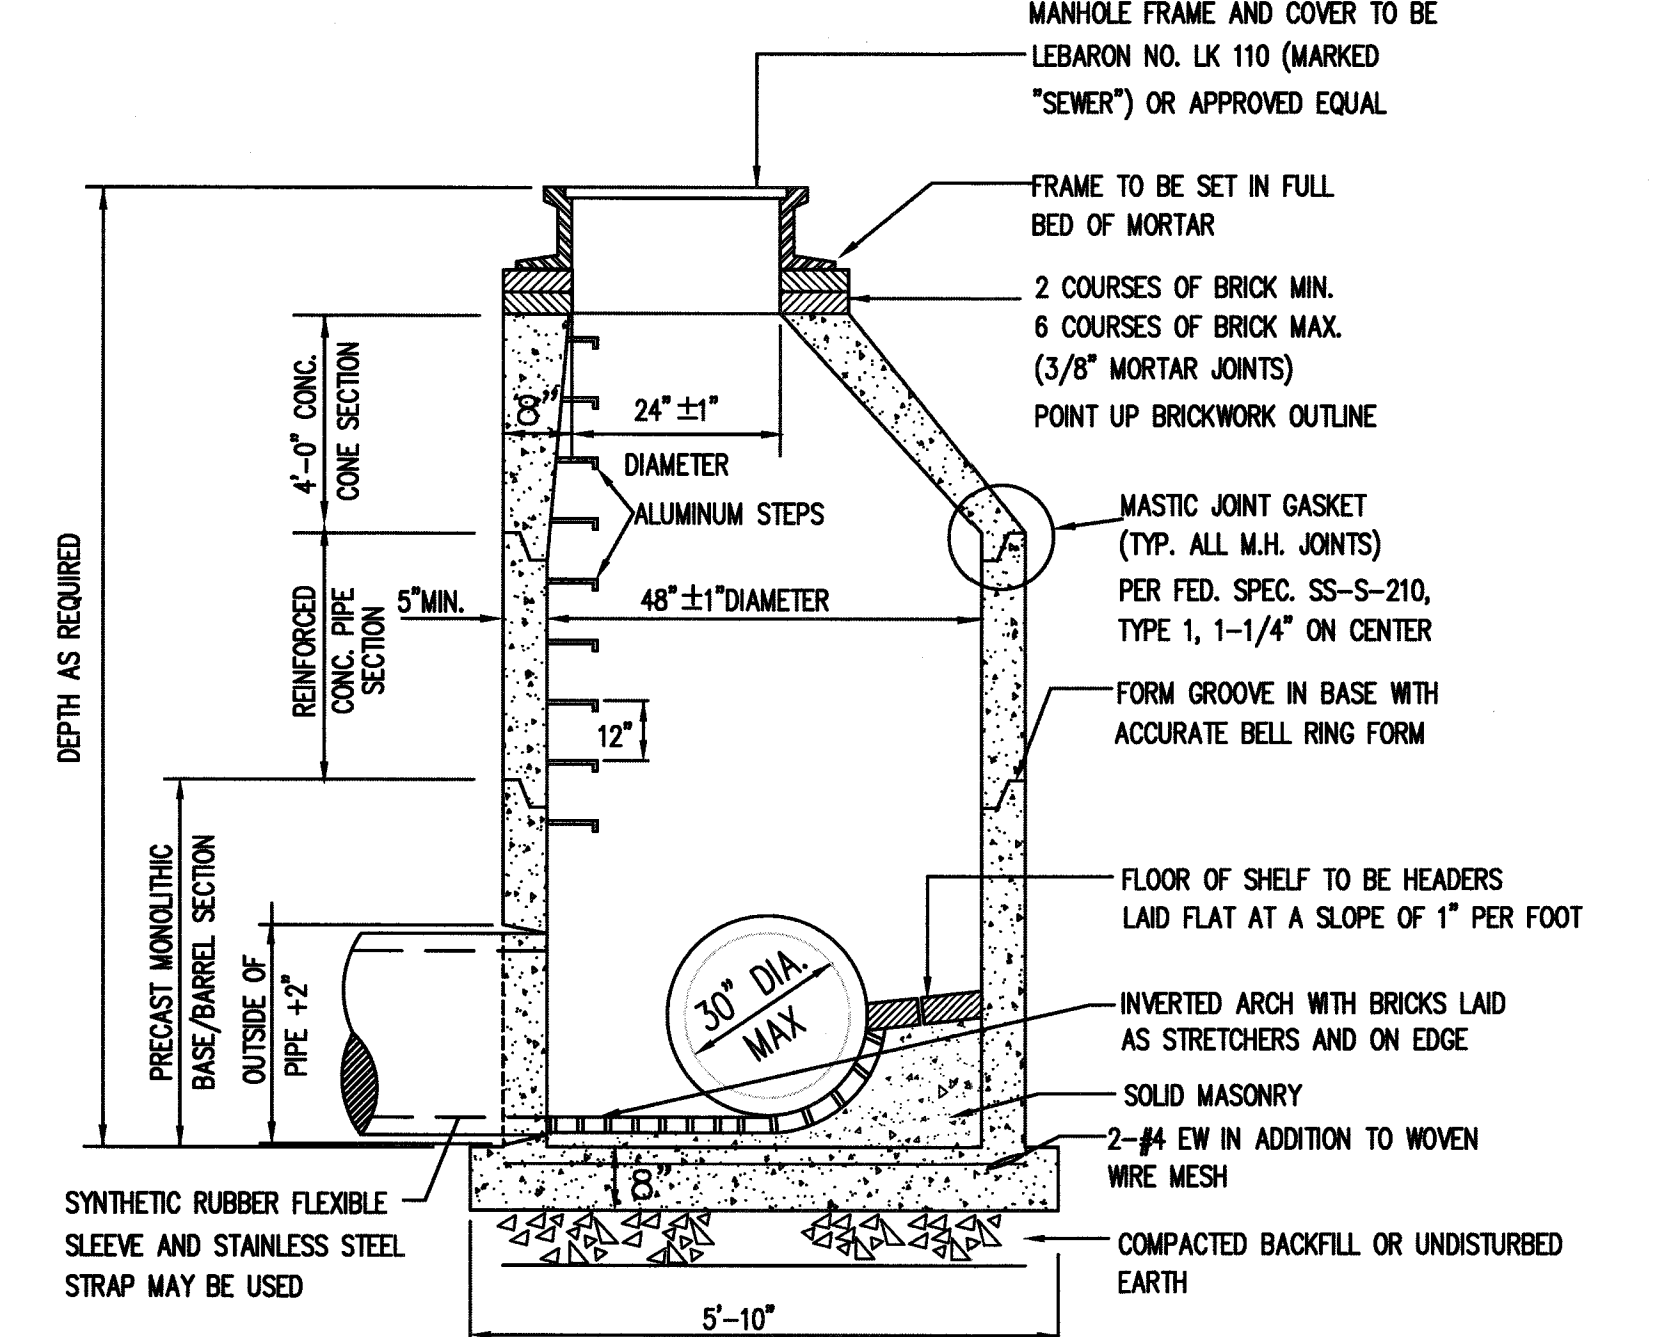 MANHOLE FRAME AND COVER TO BE
LEBARON NO. LK 110 (MARKED
"SEWER") OR APPROVED EQUAL
FRAME TO BE SET IN FULL
BED OF MORTAR
2 COURSES OF BRICK MIN.
6 COURSES OF BRICK MAX.
(3/8" MORTAR JOINTS)
POINT UP BRICKWORK OUTLINE
4'-0" CONC.
CONE SECTION
8"
24" ±1"
DIAMETER
ALUMINUM STEPS
MASTIC JOINT GASKET
(TYP. ALL M.H. JOINTS)
PER FED. SPEC. SS-S-210,
TYPE 1, 1-1/4" ON CENTER
DEPTH AS REQUIRED
REINFORCED
CONC. PIPE
SECTION
5"MIN.
48"±1"DIAMETER
12"
FORM GROOVE IN BASE WITH
ACCURATE BELL RING FORM
PRECAST MONOLITHIC
BASE/BARREL SECTION
OUTSIDE OF
PIPE +2"
30" DIA.
MAX
FLOOR OF SHELF TO BE HEADERS
LAID FLAT AT A SLOPE OF 1" PER FOOT
INVERTED ARCH WITH BRICKS LAID
AS STRETCHERS AND ON EDGE
SOLID MASONRY
2-#4 EW IN ADDITION TO WOVEN
WIRE MESH
8"
SYNTHETIC RUBBER FLEXIBLE
SLEEVE AND STAINLESS STEEL
STRAP MAY BE USED
COMPACTED BACKFILL OR UNDISTURBED
EARTH
5'-10"